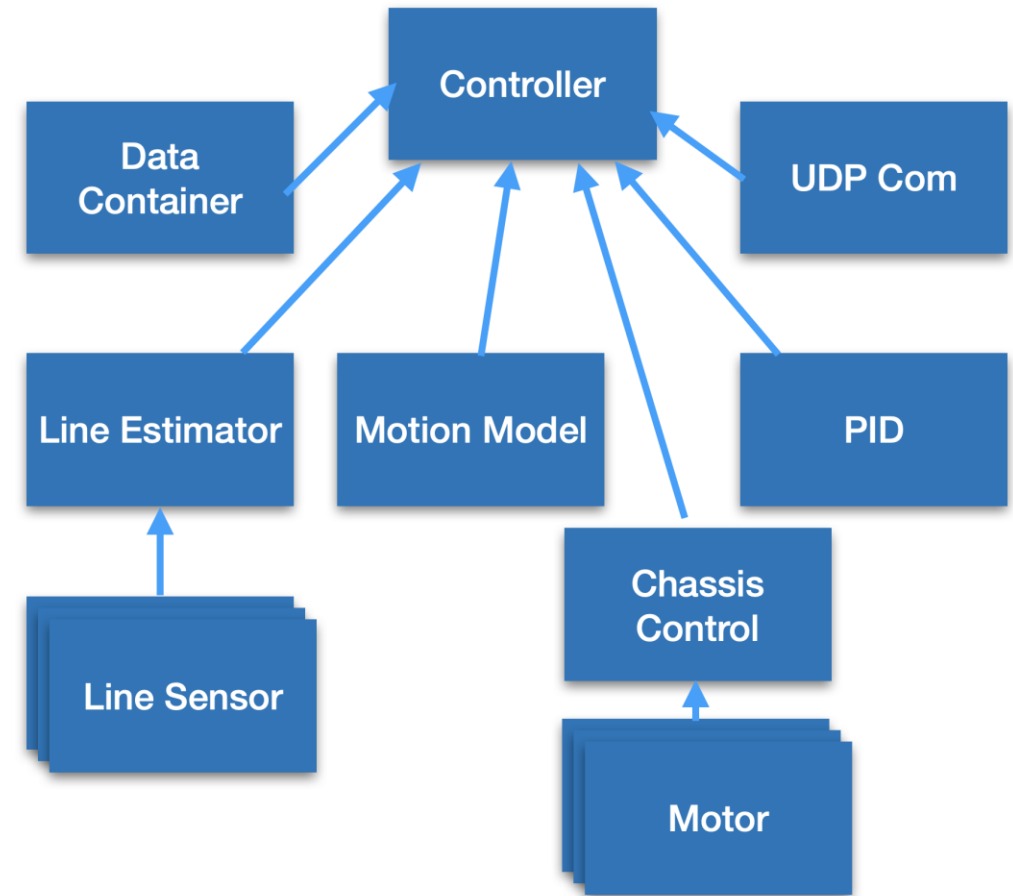 Controller
Data
Container
UDP Com
Line Estimator
Motion Model
PID
Chassis
Control
Line Sensor
Motor